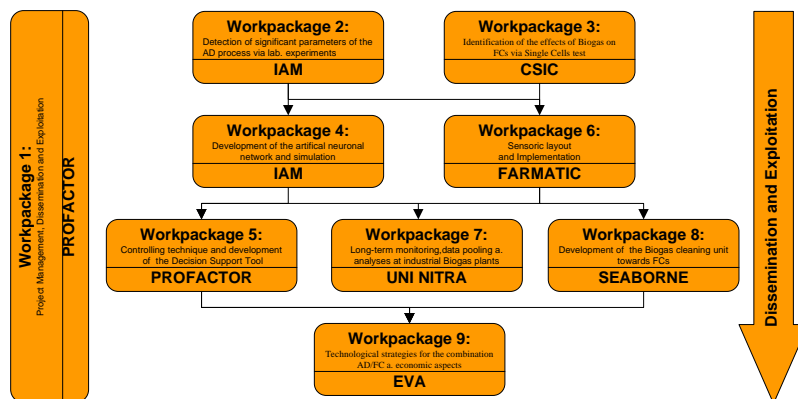 Workpackage 1:
Project Management, Dissemination and Exploitation
PROFACTOR
Workpackage 2:
Detection of significant parameters of the
AD process via lab. experiments
IAM
Workpackage 3:
Identification of the effects of Biogas on
FCs via Single Cells test
CSIC
Workpackage 4:
Development of the artifical neuronal
network and simulation
IAM
Workpackage 6:
Sensoric layout
and Implementation
FARMATIC
Workpackage 5:
Controlling technique and development
of the Decision Support Tool
PROFACTOR
Workpackage 7:
Long-term monitoring,data pooling a.
analyses at industrial Biogas plants
UNI NITRA
Workpackage 8:
Development of the Biogas cleaning unit
towards FCs
SEABORNE
Workpackage 9:
Technological strategies for the combination
AD/FC a. economic aspects
EVA
Dissemination and Exploitation